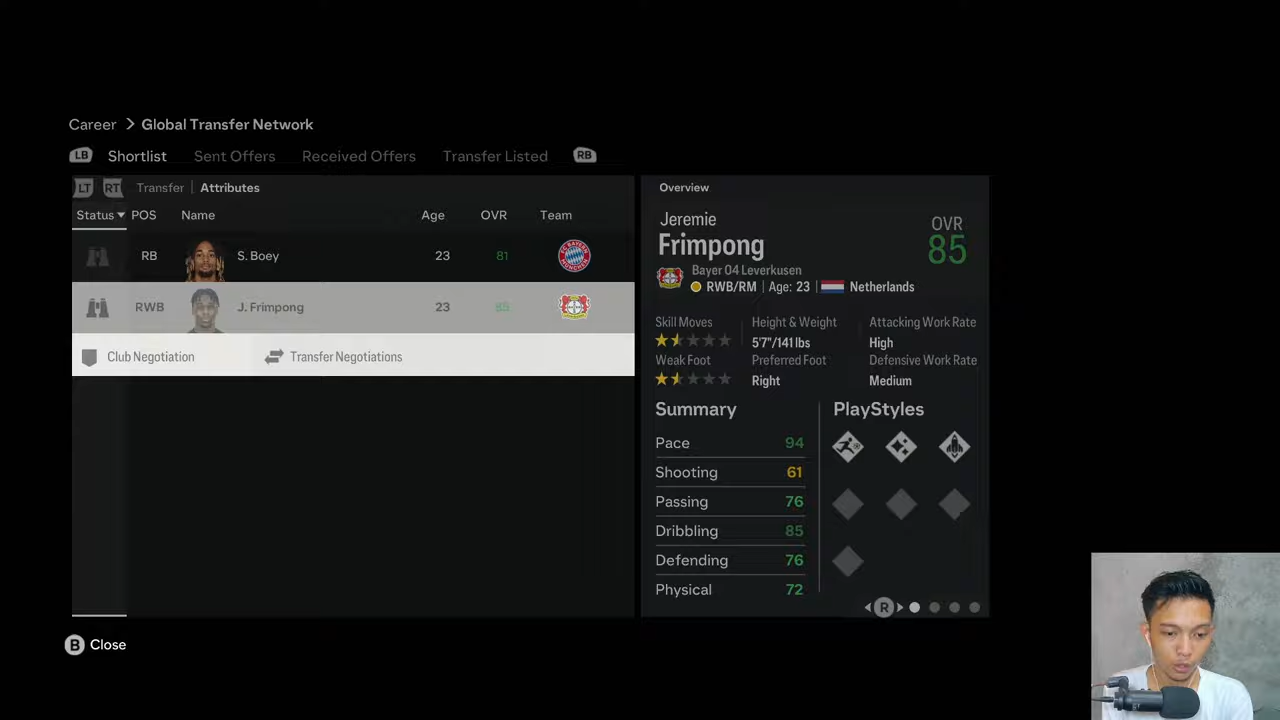 Career > Global Transfer Network
LB Shortlist Sent Offers Received Offers Transfer Listed RB
LT RT Transfer | Attributes
Status POS Name Age OVR Team
RB S. Boey 23 81
RWB J. Frimpong 23 85
Club Negotiation Transfer Negotiations
Overview
Jeremie
Frimpong
OVR
85
Bayer 04 Leverkusen
RWB/RM | Age: 23 | Netherlands
Skill Moves Height & Weight Attacking Work Rate
5'7"/141 lbs High
Weak Foot Preferred Foot Defensive Work Rate
Right Medium
Summary PlayStyles
Pace 94
Shooting 61
Passing 76
Dribbling 85
Defending 76
Physical 72
R
B Close